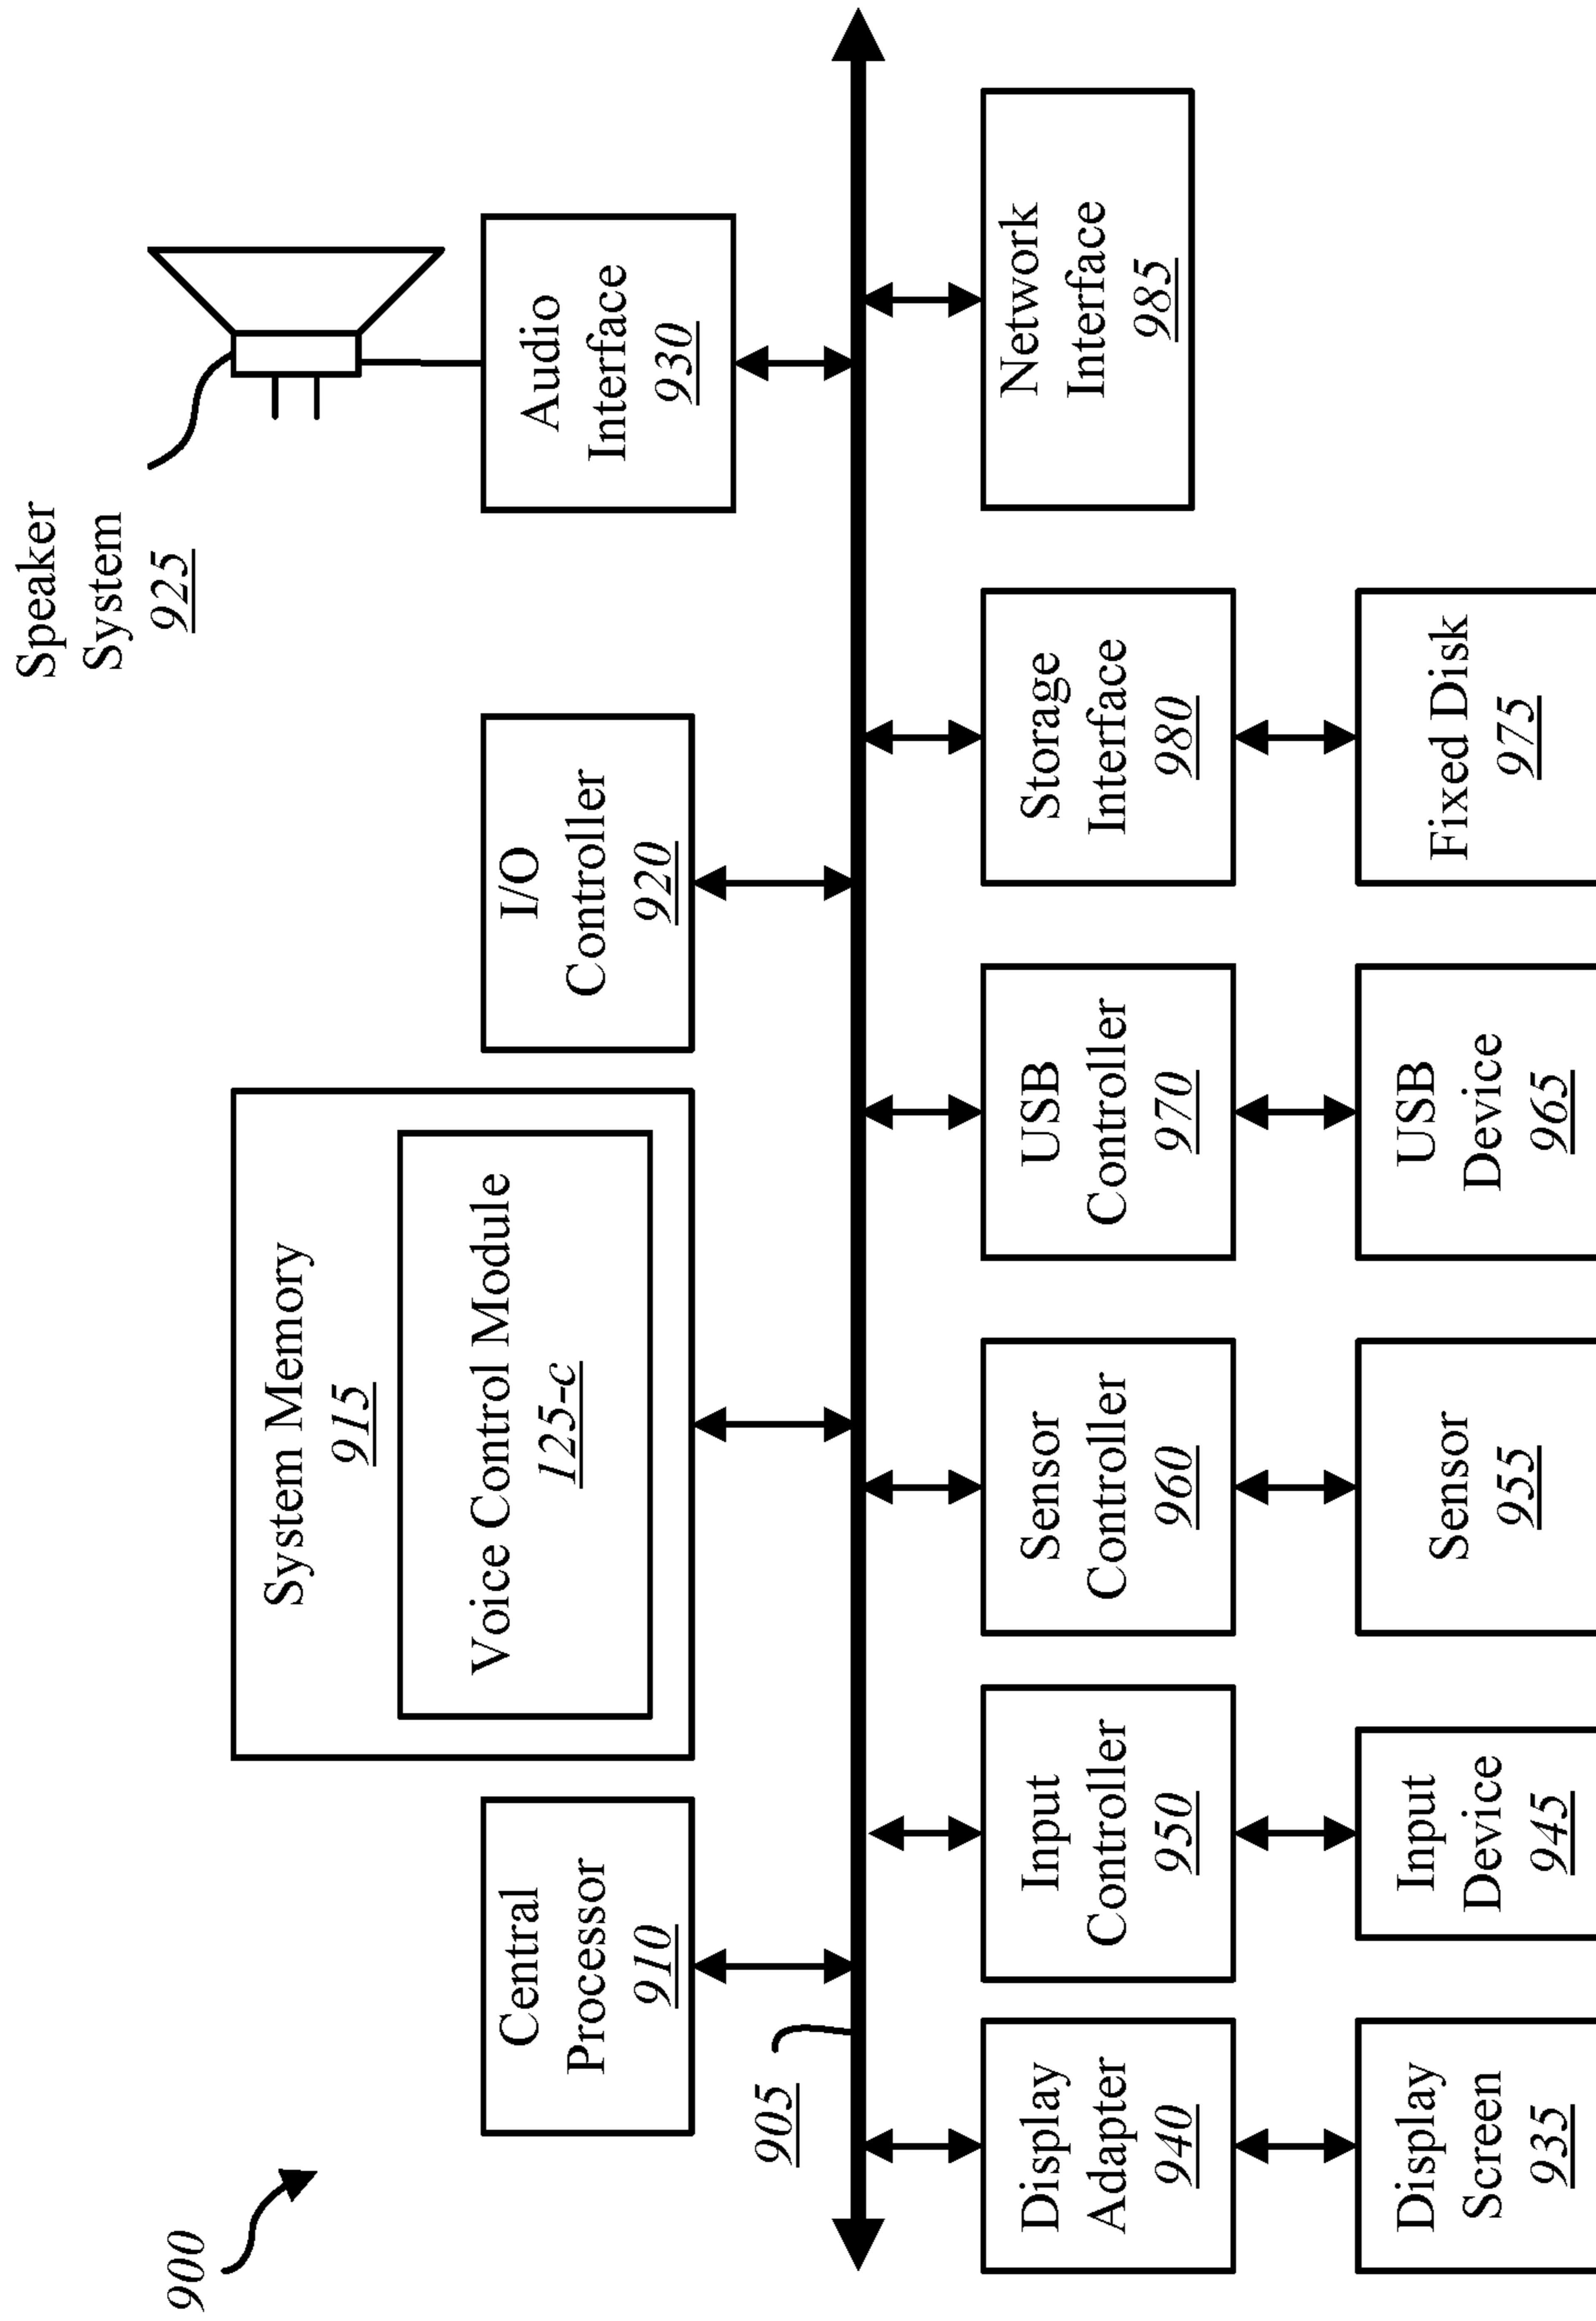 900
Speaker
System
925
System Memory
915
Voice Control Module
125-c
Central
Processor
910
I/O
Controller
920
Audio
Interface
930
905
Display
Adapter
940
Input
Controller
950
Sensor
Controller
960
USB
Controller
970
Storage
Interface
980
Network
Interface
985
Display
Screen
935
Input
Device
945
Sensor
955
USB
Device
965
Fixed Disk
975